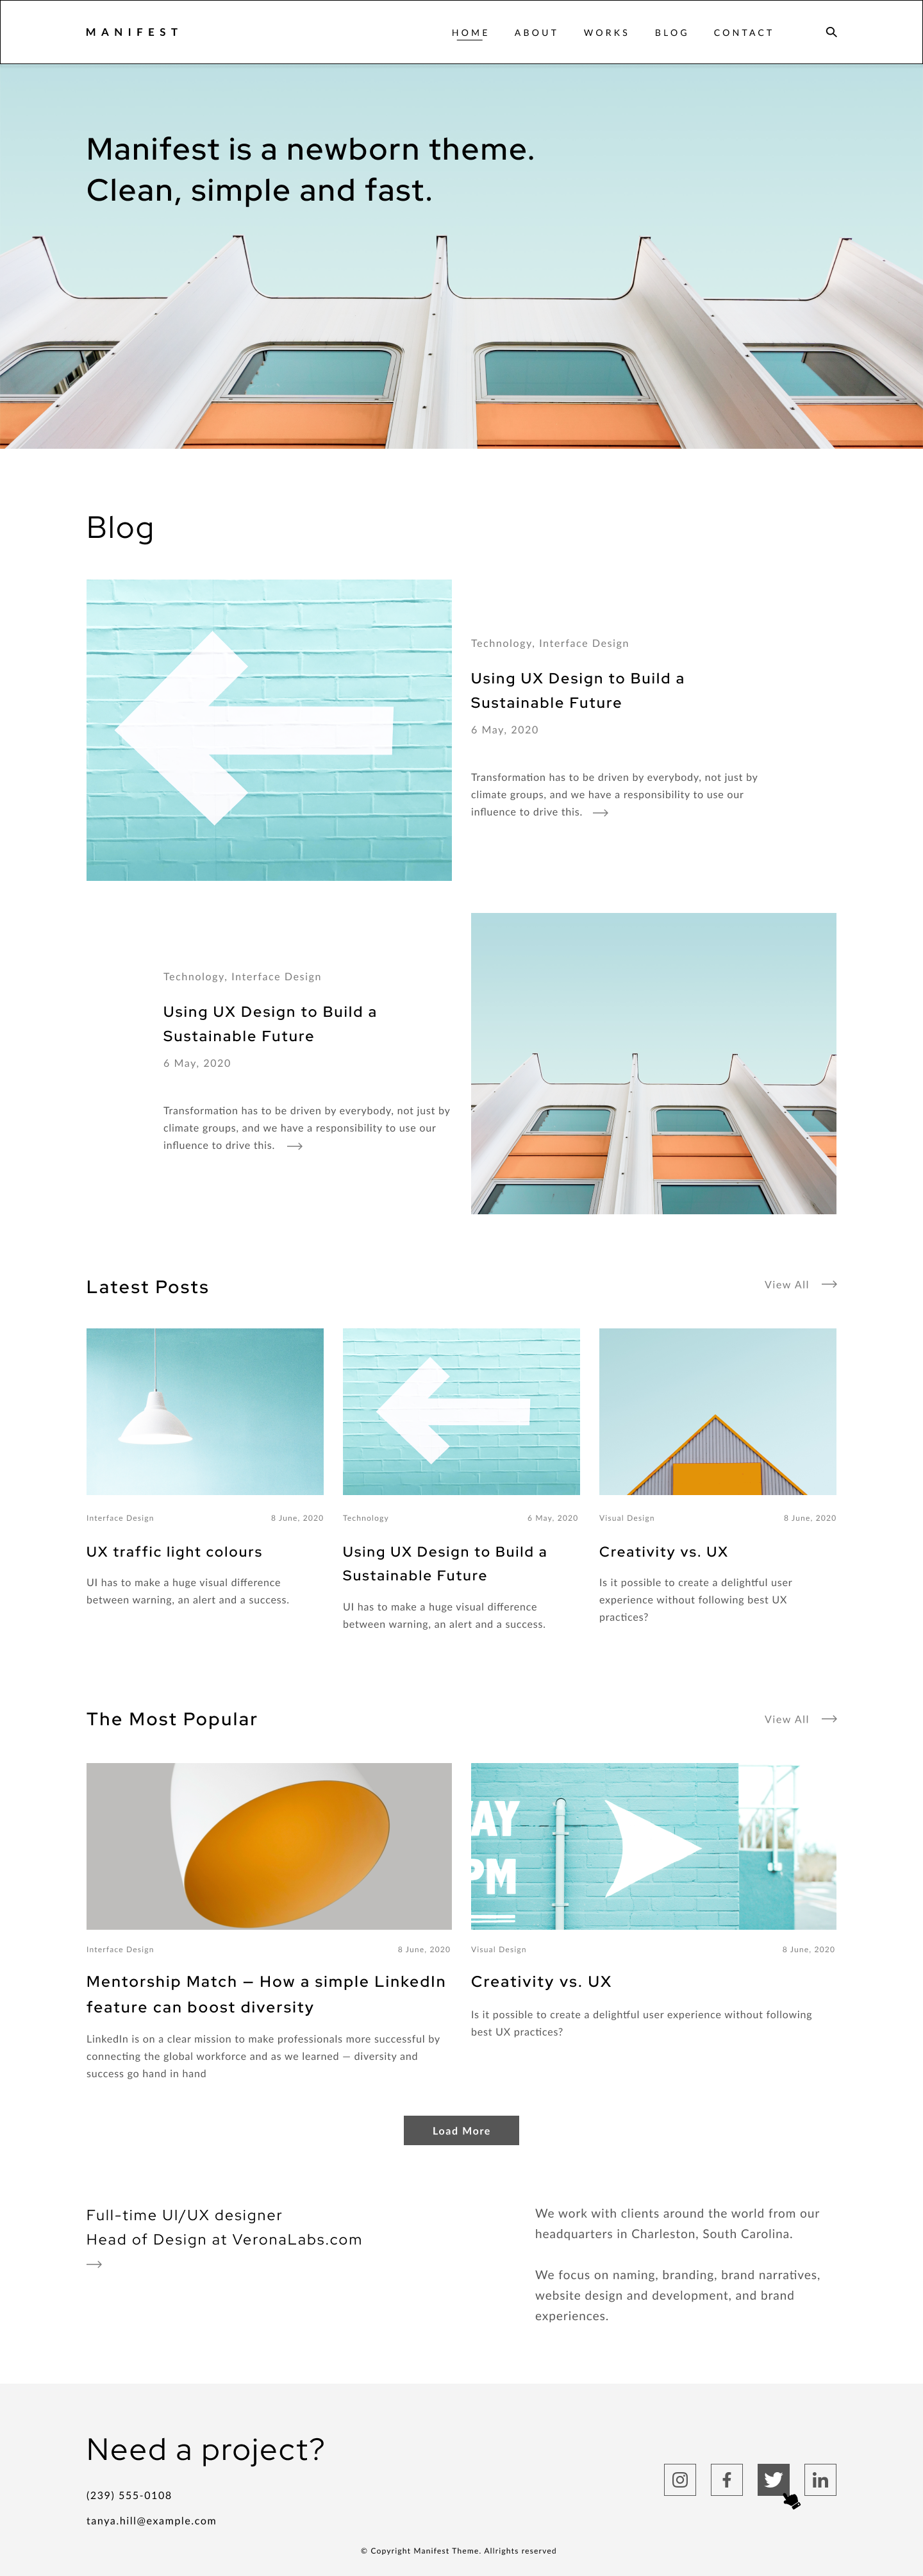 MANIFEST
HOME ABOUT WORKS BLOG CONTACT
Manifest is a newborn theme.
Clean, simple and fast.
Blog
Technology, Interface Design
Using UX Design to Build a
Sustainable Future
6 May, 2020
Transformation has to be driven by everybody, not just by
climate groups, and we have a responsibility to use our
influence to drive this.
Technology, Interface Design
Using UX Design to Build a
Sustainable Future
6 May, 2020
Transformation has to be driven by everybody, not just by
climate groups, and we have a responsibility to use our
influence to drive this.
Latest Posts
View All
Interface Design
8 June, 2020
UX traffic light colours
UI has to make a huge visual difference
between warning, an alert and a success.
Technology
6 May, 2020
Using UX Design to Build a
Sustainable Future
UI has to make a huge visual difference
between warning, an alert and a success.
Visual Design
8 June, 2020
Creativity vs. UX
Is it possible to create a delightful user
experience without following best UX
practices?
The Most Popular
View All
Interface Design
8 June, 2020
Mentorship Match — How a simple LinkedIn
feature can boost diversity
LinkedIn is on a clear mission to make professionals more successful by
connecting the global workforce and as we learned — diversity and
success go hand in hand
AY
PM
Visual Design
8 June, 2020
Creativity vs. UX
Is it possible to create a delightful user experience without following
best UX practices?
Load More
Full-time UI/UX designer
Head of Design at VeronaLabs.com
We work with clients around the world from our
headquarters in Charleston, South Carolina.
We focus on naming, branding, brand narratives,
website design and development, and brand
experiences.
Need a project?
(239) 555-0108
tanya.hill@example.com
© Copyright Manifest Theme. Allrights reserved